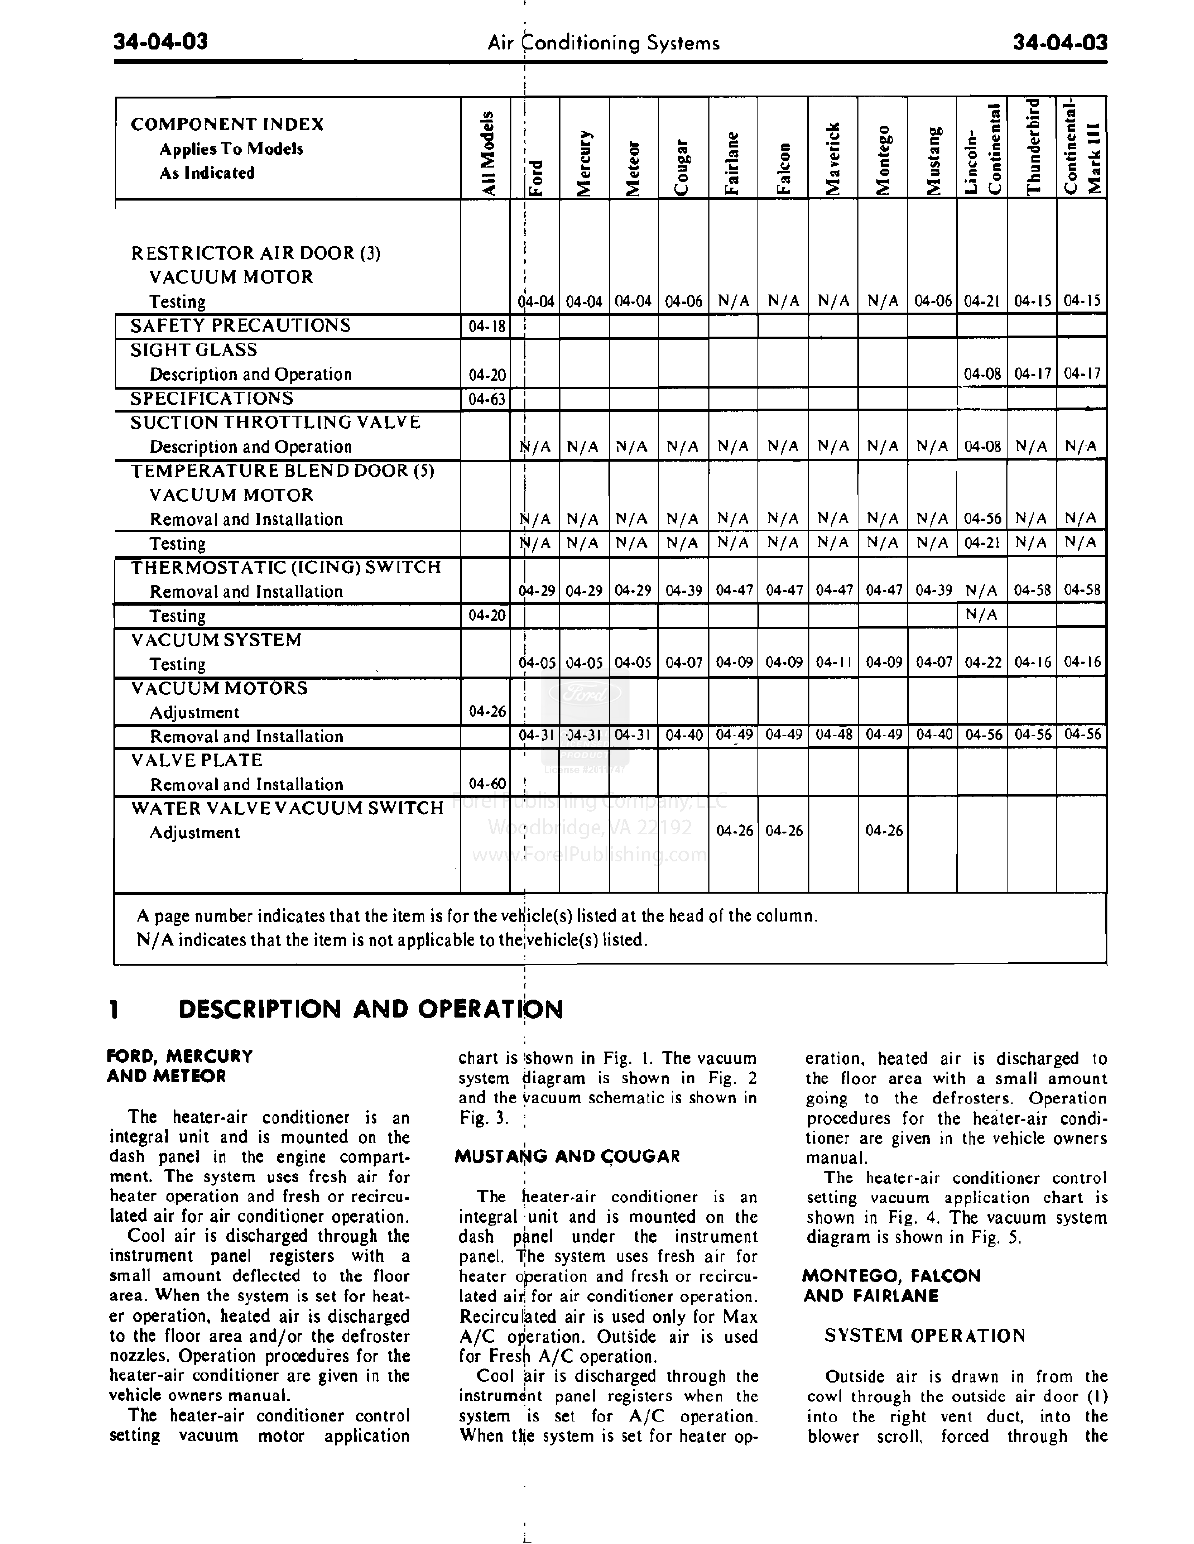 34-04-03 Air Conditioning Systems 34-04-03
COMPONENT INDEX
Applies To Models
As Indicated
All Models
Ford
Mercury
Meteor
Cougar
Fairlane
Falcon
Maverick
Montego
Mustang
Lincoln-
Continental
Thunderbird
Continental-
Mark III
RESTRICTOR AIR DOOR (3)
VACUUM MOTOR
Testing 04-04 04-04 04-04 04-06 N/A N/A N/A N/A 04-06 04-21 04-15 04-15
SAFETY PRECAUTIONS 04-18
SIGHT GLASS
Description and Operation 04-20 04-08 04-17 04-17
SPECIFICATIONS 04-63
SUCTION THROTTLING VALVE
Description and Operation N/A N/A N/A N/A N/A N/A N/A N/A N/A 04-08 N/A N/A
TEMPERATURE BLEND DOOR (5)
VACUUM MOTOR
Removal and Installation N/A N/A N/A N/A N/A N/A N/A N/A N/A 04-56 N/A N/A
Testing N/A N/A N/A N/A N/A N/A N/A N/A N/A 04-21 N/A N/A
THERMOSTATIC (ICING) SWITCH
Removal and Installation 04-29 04-29 04-29 04-39 04-47 04-47 04-47 04-47 04-39 N/A 04-58 04-58
Testing 04-20 N/A
VACUUM SYSTEM
Testing 04-05 04-05 04-05 04-07 04-09 04-09 04-11 04-09 04-07 04-22 04-16 04-16
VACUUM MOTORS
Adjustment 04-26
Removal and Installation 04-31 04-31 04-31 04-40 04-49 04-49 04-48 04-49 04-40 04-56 04-56 04-56
VALVE PLATE
Removal and Installation 04-60
WATER VALVE VACUUM SWITCH
Adjustment 04-26 04-26 04-26
Ford
Forel Publishing Company, LLC
Woodbridge, VA 22192
www.ForelPublishing.com
A page number indicates that the item is for the vehicle(s) listed at the head of the column.
N/A indicates that the item is not applicable to the vehicle(s) listed.
1 DESCRIPTION AND OPERATION
FORD, MERCURY
AND METEOR
The heater-air conditioner is an
integral unit and is mounted on the
dash panel in the engine compart-
ment. The system uses fresh air for
heater operation and fresh or recircu-
lated air for air conditioner operation.
Cool air is discharged through the
instrument panel registers with a
small amount deflected to the floor
area. When the system is set for heat-
er operation, heated air is discharged
to the floor area and/or the defroster
nozzles. Operation procedures for the
heater-air conditioner are given in the
vehicle owners manual.
The heater-air conditioner control
setting vacuum motor application
chart is shown in Fig. 1. The vacuum
system diagram is shown in Fig. 2
and the vacuum schematic is shown in
Fig. 3.
MUSTANG AND COUGAR
The heater-air conditioner is an
integral unit and is mounted on the
dash panel under the instrument
panel. The system uses fresh air for
heater operation and fresh or recircu-
lated air for air conditioner operation.
Recirculated air is used only for Max
A/C operation. Outside air is used
for Fresh A/C operation.
Cool air is discharged through the
instrument panel registers when the
system is set for A/C operation.
When the system is set for heater op-
eration, heated air is discharged to
the floor area with a small amount
going to the defrosters. Operation
procedures for the heater-air condi-
tioner are given in the vehicle owners
manual.
The heater-air conditioner control
setting vacuum application chart is
shown in Fig. 4. The vacuum system
diagram is shown in Fig. 5.
MONTEGO, FALCON
AND FAIRLANE
SYSTEM OPERATION
Outside air is drawn in from the
cowl through the outside air door (1)
into the right vent duct, into the
blower scroll, forced through the